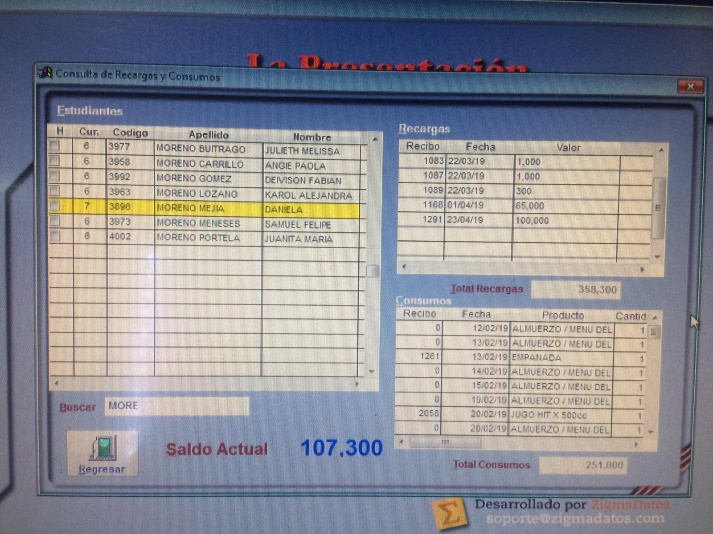 La Presentación
Consulta de Recargas y Consumos
Estudiantes
H Cur. Codigo Apellido Nombre
6 3977 MORENO BUITRAGO JULIETH MELISSA
6 3958 MORENO CARRILLO ANGIE PAOLA
6 3992 MORENO GOMEZ DEIVISON FABIAN
6 3963 MORENO LOZANO KAROL ALEJANDRA
7 3896 MORENO MEJIA DANIELA
6 3973 MORENO MENESES SAMUEL FELIPE
6 4002 MORENO PORTELA JUANITA MARIA
Buscar MORE
Regresar
Saldo Actual 107,300
Recargas
Recibo Fecha Valor
1083 22/03/19 1,000
1087 22/03/19 1,000
1089 22/03/19 300
1168 01/04/19 65,000
1291 23/04/19 100,000
Total Recargas 358,300
Consumos
Recibo Fecha Producto Cantid
0 12/02/19 ALMUERZO / MENU DEL 1
0 13/02/19 ALMUERZO / MENU DEL 1
1261 13/02/19 EMPANADA 1
0 14/02/19 ALMUERZO / MENU DEL 1
0 15/02/19 ALMUERZO / MENU DEL 1
0 19/02/19 ALMUERZO / MENU DEL 1
2058 20/02/19 JUGO HIT X 500cc 1
0 20/02/19 ALMUERZO / MENU DEL 1
Total Consumos 251,000
Desarrollado por ZigmaDatos
soporte@zigmadatos.com